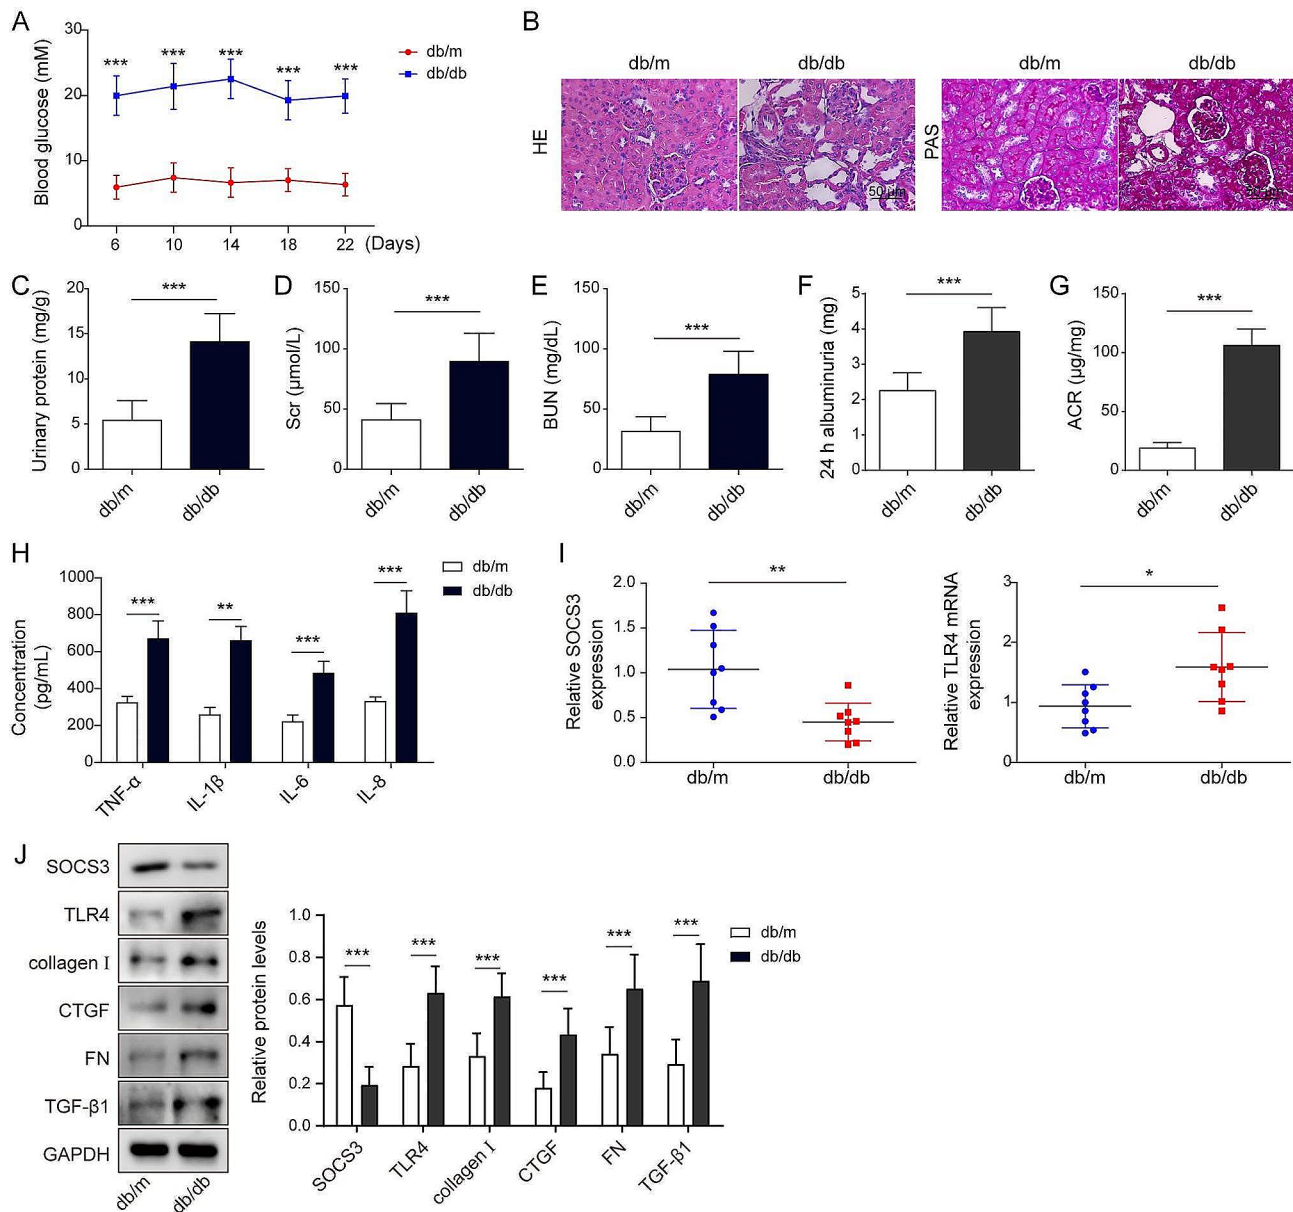 A
Blood glucose (mM)
30
20
10
0
***
***
***
***
***
6
10
14
18
22
(Days)
db/m
db/db
B
db/m
db/db
db/m
db/db
HE
PAS
50 μm
50 μm
C
Urinary protein (mg/g)
20
15
10
5
0
***
db/m
db/db
D
Scr (μmol/L)
150
100
50
0
***
db/m
db/db
E
BUN (mg/dL)
150
100
50
0
***
db/m
db/db
F
24 h albuminuria (mg)
5
4
3
2
1
0
***
db/m
db/db
G
ACR (μg/mg)
150
100
50
0
***
db/m
db/db
H
Concentration
(pg/mL)
1000
800
600
400
200
0
***
**
***
***
TNF-α
IL-1β
IL-6
IL-8
db/m
db/db
I
Relative SOCS3
expression
2.0
1.5
1.0
0.5
0.0
**
db/m
db/db
Relative TLR4 mRNA
expression
3
2
1
0
*
db/m
db/db
J
SOCS3
TLR4
collagen I
CTGF
FN
TGF-β1
GAPDH
db/m
db/db
Relative protein levels
1.0
0.8
0.6
0.4
0.2
0.0
***
***
***
***
***
***
SOCS3
TLR4
collagen I
CTGF
FN
TGF-β1
db/m
db/db